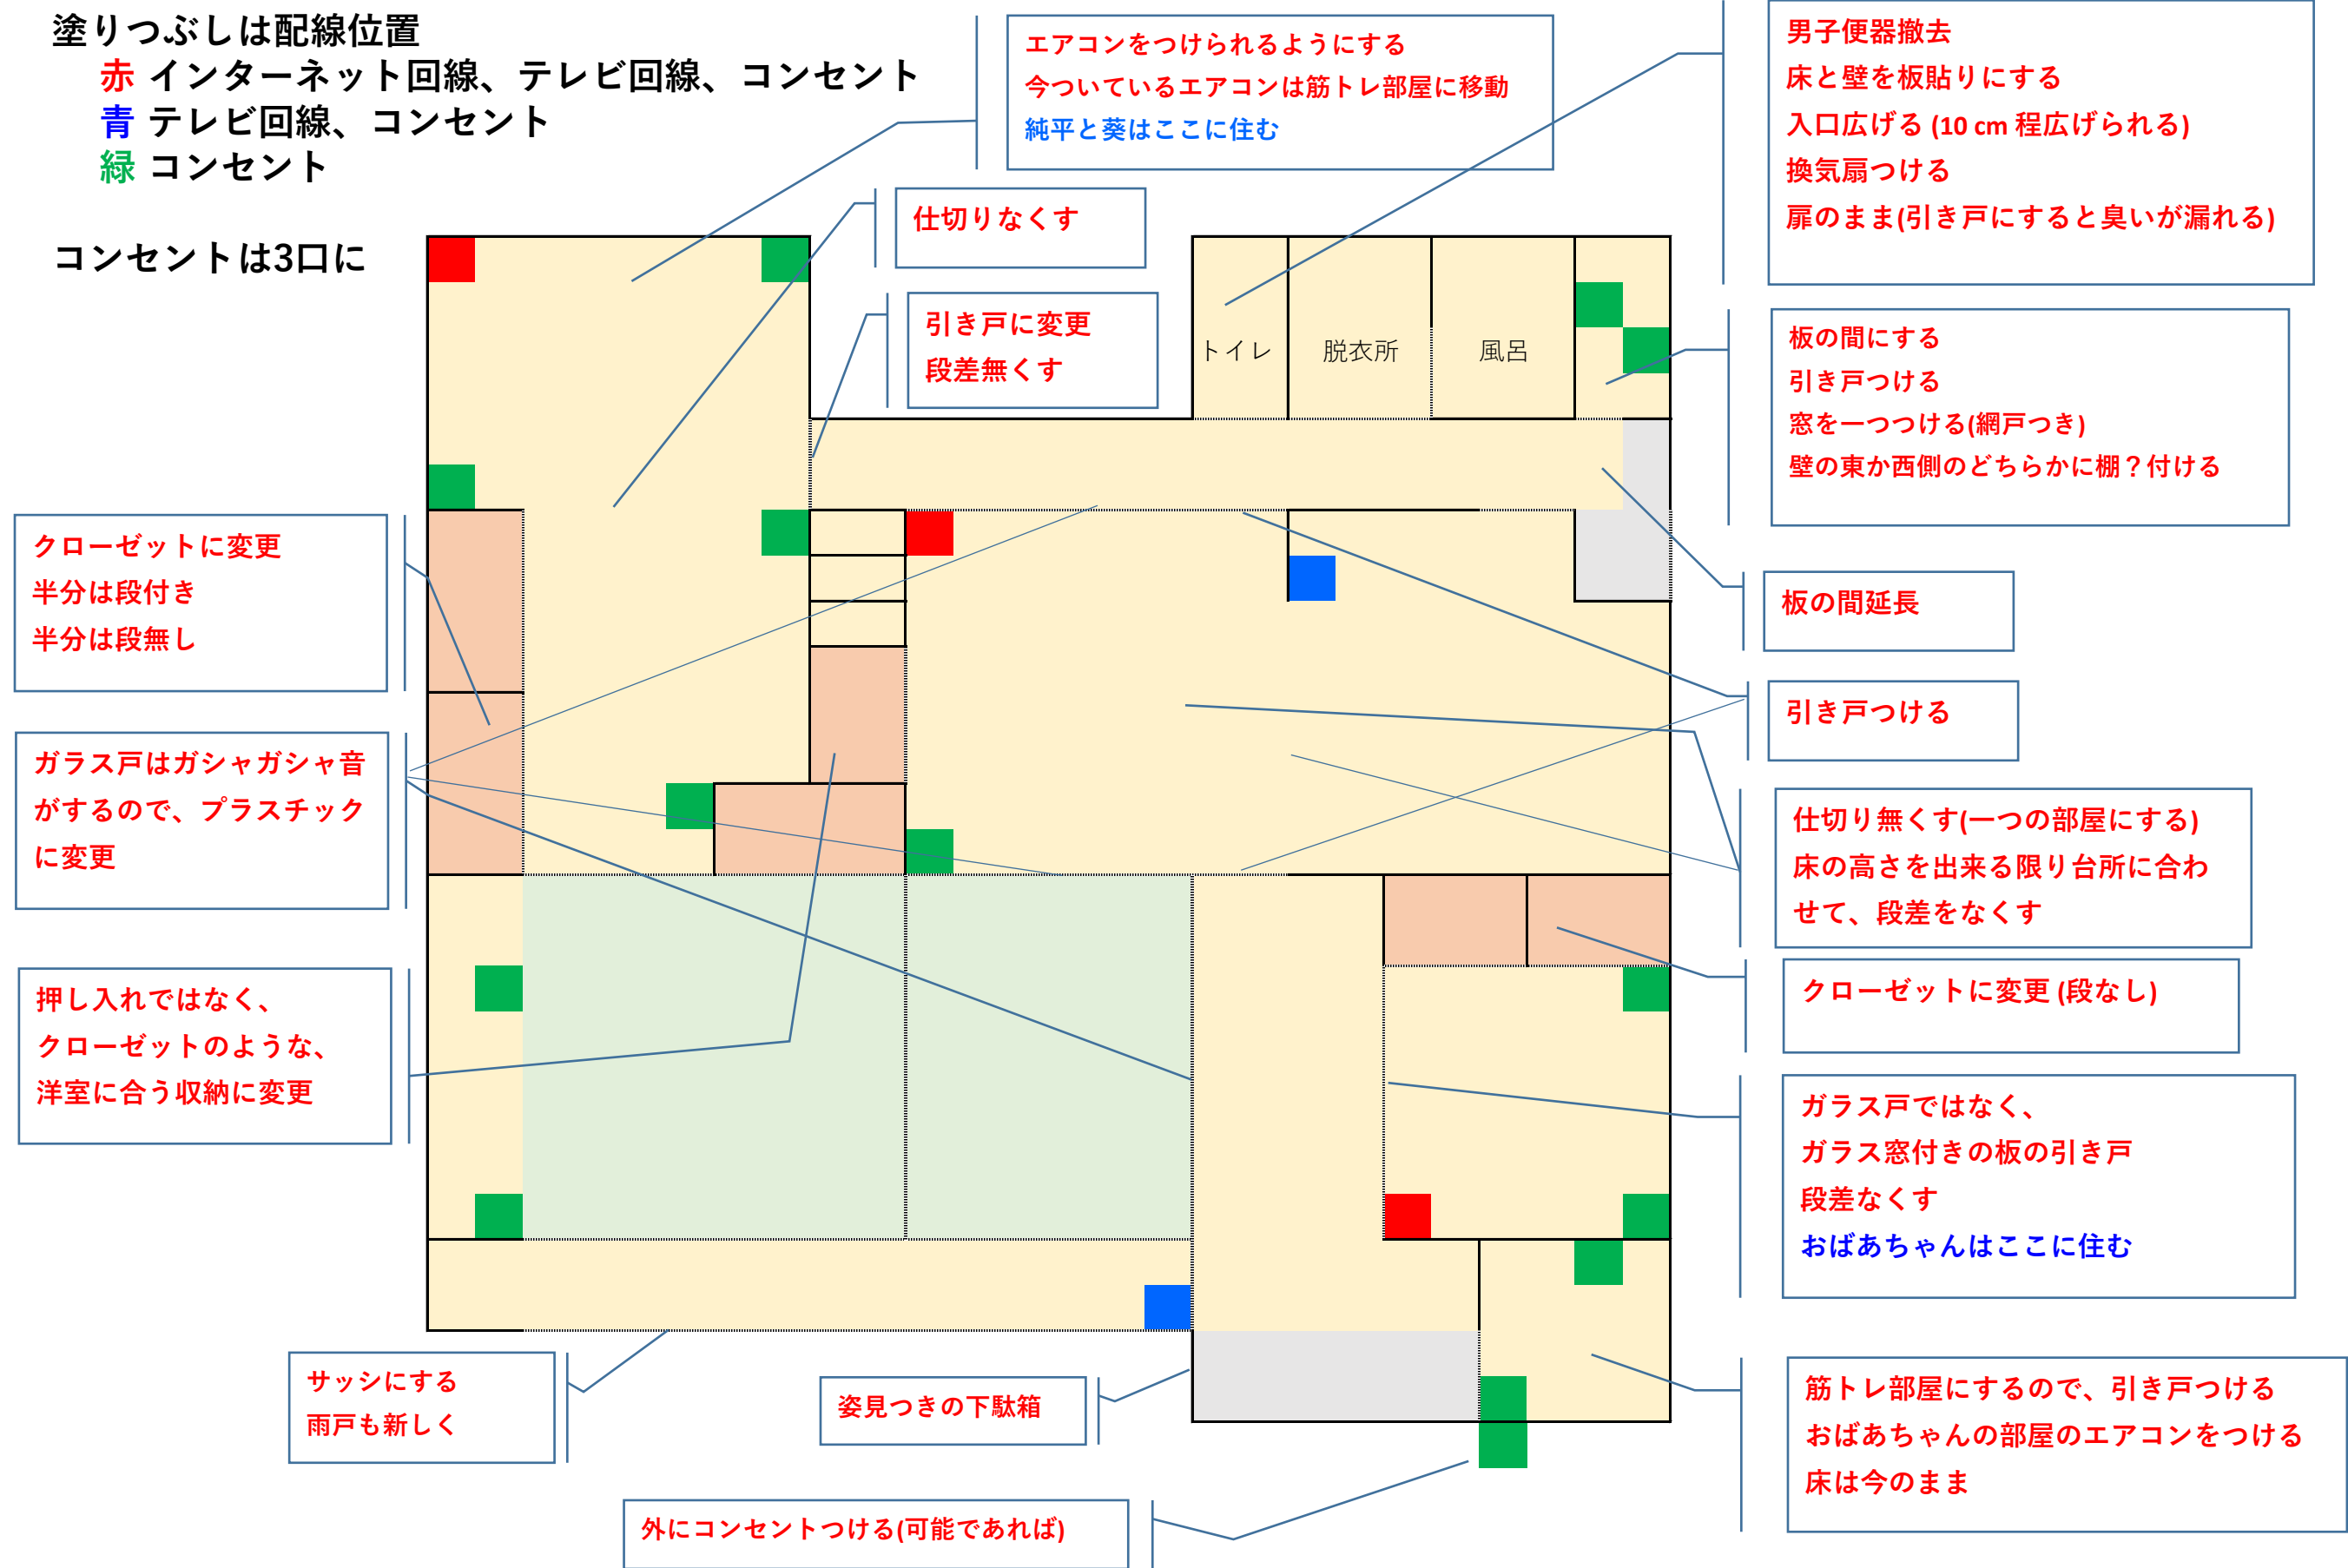 塗りつぶしは配線位置
赤 インターネット回線、テレビ回線、コンセント
青 テレビ回線、コンセント
緑 コンセント
コンセントは3口に
エアコンをつけられるようにする
今ついているエアコンは筋トレ部屋に移動
純平と葵はここに住む
男子便器撤去
床と壁を板貼りにする
入口広げる (10 cm 程広げられる)
換気扇つける
扉のまま(引き戸にすると臭いが漏れる)
仕切りなくす
引き戸に変更
段差無くす
トイレ
脱衣所
風呂
板の間にする
引き戸つける
窓を一つつける(網戸つき)
壁の東か西側のどちらかに棚？付ける
クローゼットに変更
半分は段付き
半分は段無し
板の間延長
引き戸つける
ガラス戸はガシャガシャ音
がするので、プラスチック
に変更
仕切り無くす(一つの部屋にする)
床の高さを出来る限り台所に合わ
せて、段差をなくす
押し入れではなく、
クローゼットのような、
洋室に合う収納に変更
クローゼットに変更 (段なし)
ガラス戸ではなく、
ガラス窓付きの板の引き戸
段差なくす
おばあちゃんはここに住む
サッシにする
雨戸も新しく
姿見つきの下駄箱
筋トレ部屋にするので、引き戸つける
おばあちゃんの部屋のエアコンをつける
床は今のまま
外にコンセントつける(可能であれば)